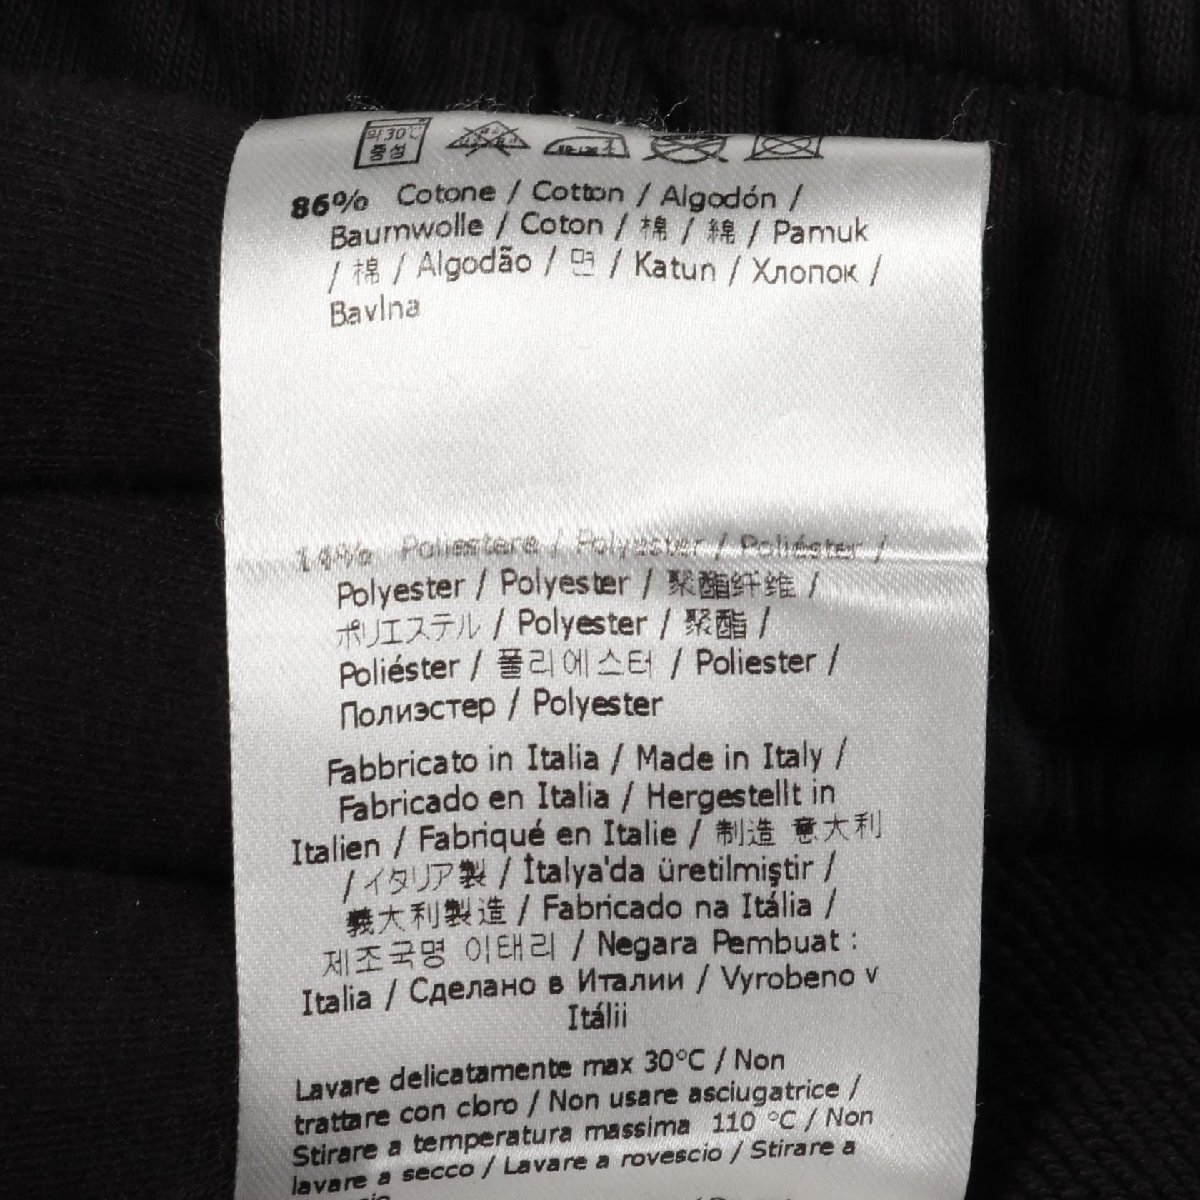 약30℃
중성
86% Cotone / Cotton / Algodón /
Baumwolle / Coton / 棉 / 綿 / Pamuk
/ 棉 / Algodão / 면 / Katun / Хлопок /
Bavlna
14% Poliestere / Polyester / Poliéster /
Polyester / Polyester / 聚酯纤维 /
ポリエステル / Polyester / 聚酯 /
Poliéster / 폴리에스터 / Poliester /
Полиэстер / Polyester
Fabbricato in Italia / Made in Italy /
Fabricado en Italia / Hergestellt in
Italien / Fabriqué en Italie / 制造 意大利
/ イタリア製 / İtalya'da üretilmiştir /
義大利製造 / Fabricado na Itália /
제조국명 이태리 / Negara Pembuat :
Italia / Сделано в Италии / Vyrobeno v
Itálii
Lavare delicatamente max 30°C / Non
trattare con cloro / Non usare asciugatrice /
Stirare a temperatura massima 110 °C / Non
lavare a secco / Lavare a rovescio / Stirare a